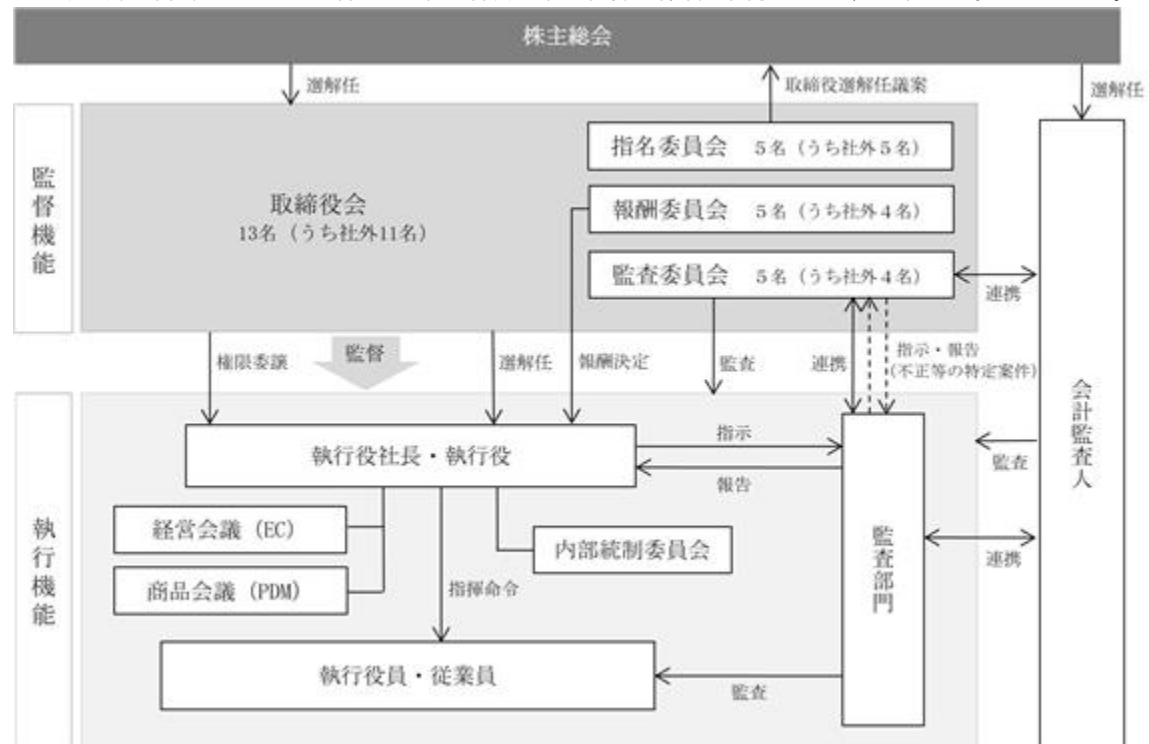 株主総会
選解任
取締役選解任議案
選解任
監督機能
取締役会
13名（うち社外11名）
指名委員会　５名（うち社外５名）
報酬委員会　５名（うち社外４名）
監査委員会　５名（うち社外４名）
連携
権限委譲
監督
選解任
報酬決定
監査
連携
指示・報告
(不正等の特定案件)
会計監査人
執行機能
執行役社長・執行役
指示
報告
監査
経営会議（EC）
商品会議（PDM）
内部統制委員会
指揮命令
監査部門
連携
執行役員・従業員
監査